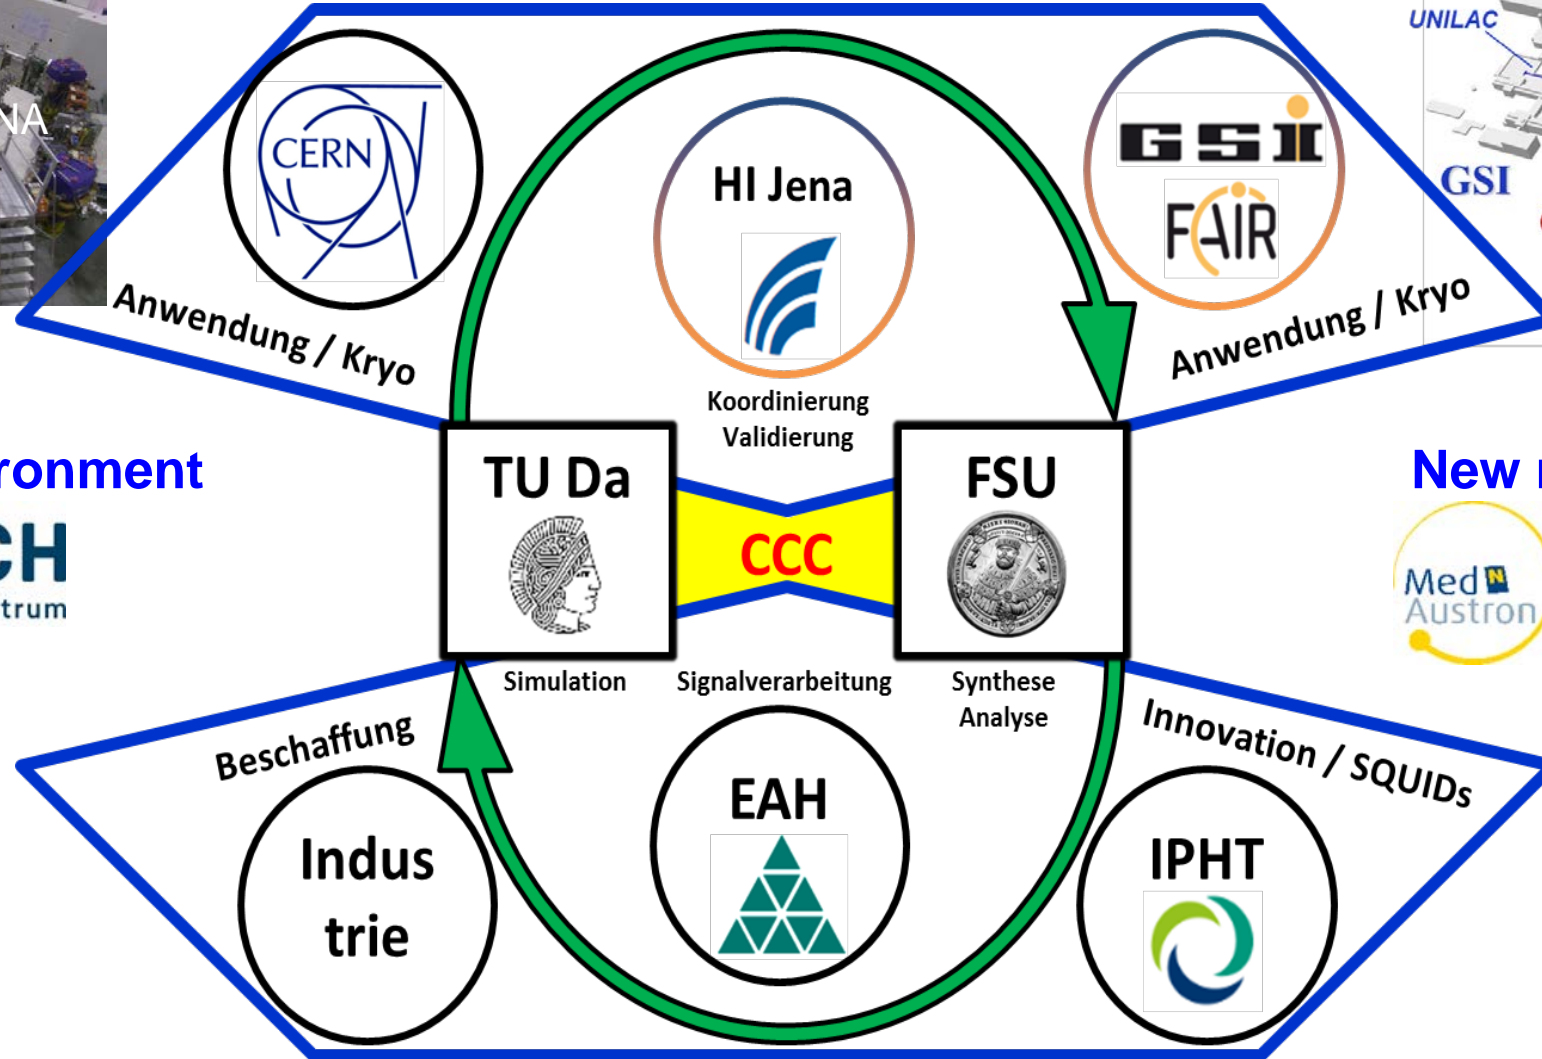 UNILAC
NA
CERN
HI Jena
GSI
FAIR
GSI
Anwendung / Kryo
Anwendung / Kryo
Koordinierung
Validierung
ronment
New
TU Da
FSU
CH
CCC
trum
Med N
Austron
Simulation
Signalverarbeitung
Synthese
Analyse
Beschaffung
Innovation / SQUIDs
EAH
Indus
trie
IPHT